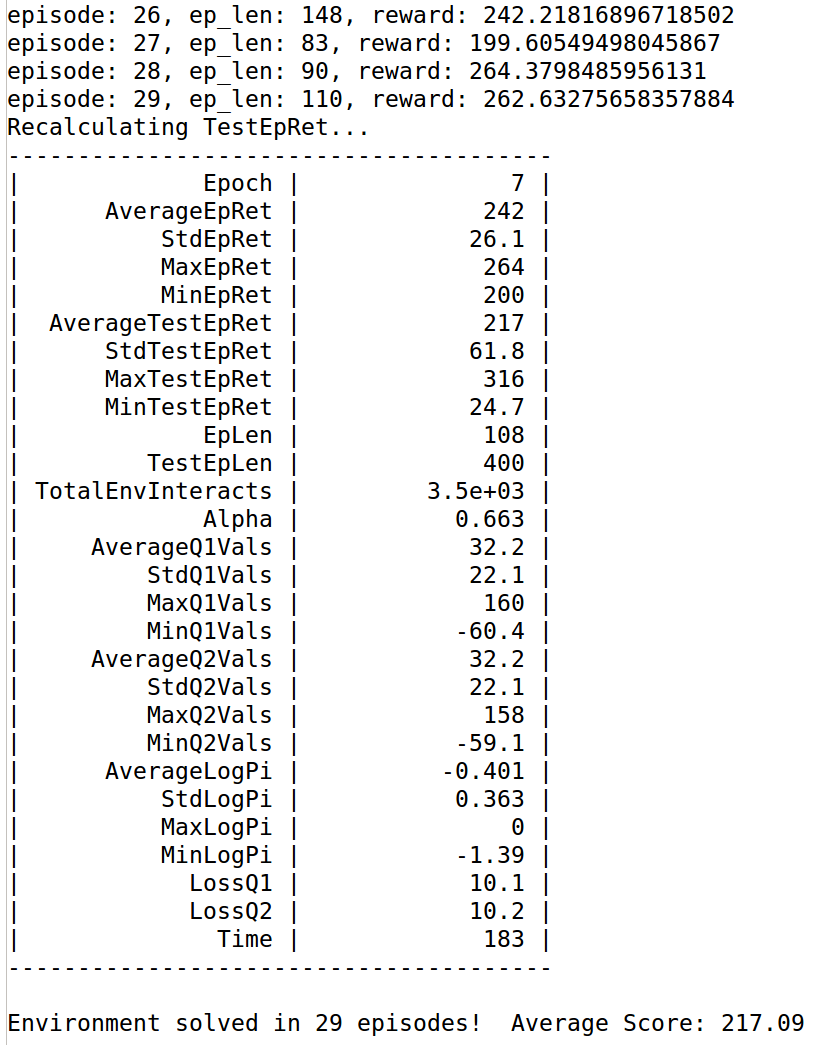 episode: 26, ep_len: 148, reward: 242.21816896718502
episode: 27, ep_len: 83, reward: 199.60549498045867
episode: 28, ep_len: 90, reward: 264.3798485956131
episode: 29, ep_len: 110, reward: 262.63275658357884
Recalculating TestEpRet...
---------------------------------------
|             Epoch |               7 |
|      AverageEpRet |             242 |
|          StdEpRet |            26.1 |
|          MaxEpRet |             264 |
|          MinEpRet |             200 |
|  AverageTestEpRet |             217 |
|      StdTestEpRet |            61.8 |
|      MaxTestEpRet |             316 |
|      MinTestEpRet |            24.7 |
|             EpLen |             108 |
|         TestEpLen |             400 |
| TotalEnvInteracts |         3.5e+03 |
|             Alpha |           0.663 |
|     AverageQ1Vals |            32.2 |
|         StdQ1Vals |            22.1 |
|         MaxQ1Vals |             160 |
|         MinQ1Vals |           -60.4 |
|     AverageQ2Vals |            32.2 |
|         StdQ2Vals |            22.1 |
|         MaxQ2Vals |             158 |
|         MinQ2Vals |           -59.1 |
|      AverageLogPi |          -0.401 |
|          StdLogPi |           0.363 |
|          MaxLogPi |               0 |
|          MinLogPi |           -1.39 |
|            LossQ1 |            10.1 |
|            LossQ2 |            10.2 |
|              Time |             183 |
---------------------------------------
Environment solved in 29 episodes!  Average Score: 217.09